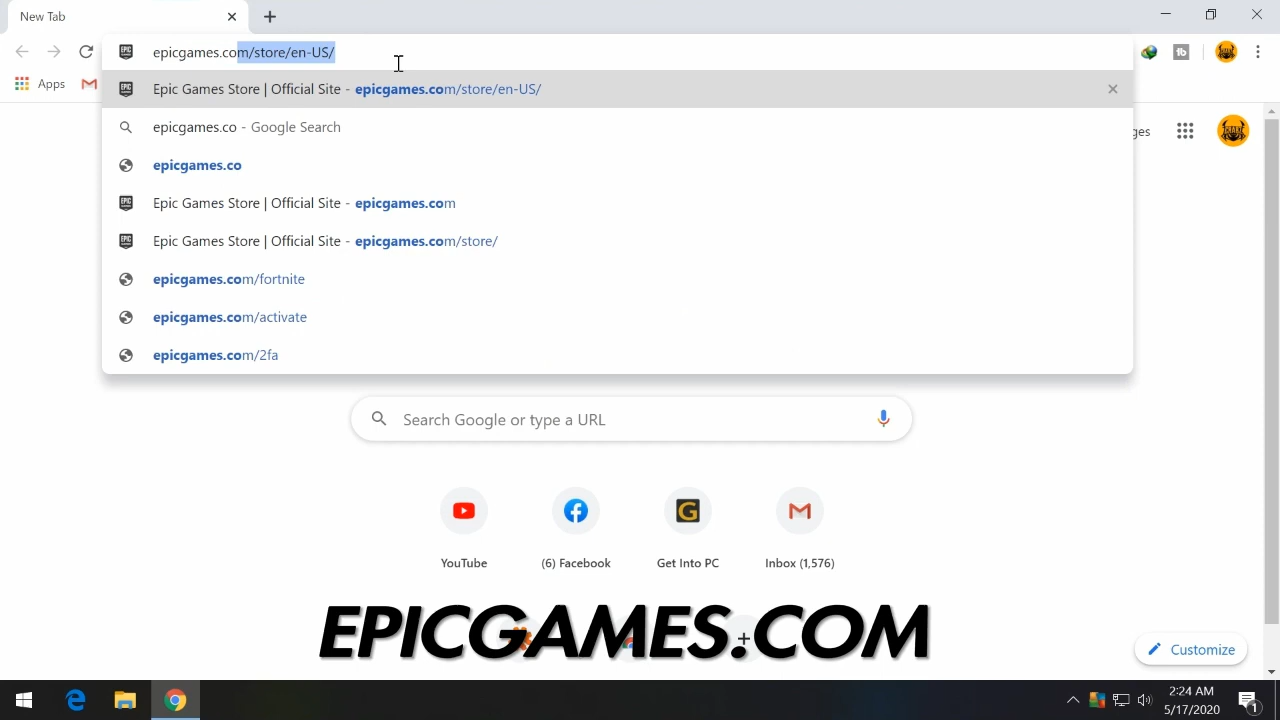 New Tab
epicgames.com/store/en-US/
Apps
Epic Games Store | Official Site - epicgames.com/store/en-US/
epicgames.co - Google Search
ges
epicgames.co
Epic Games Store | Official Site - epicgames.com
Epic Games Store | Official Site - epicgames.com/store/
epicgames.com/fortnite
epicgames.com/activate
epicgames.com/2fa
Search Google or type a URL
YouTube
(6) Facebook
Get Into PC
Inbox (1,576)
EPICGAMES.COM
Customize
2:24 AM
5/17/2020
1